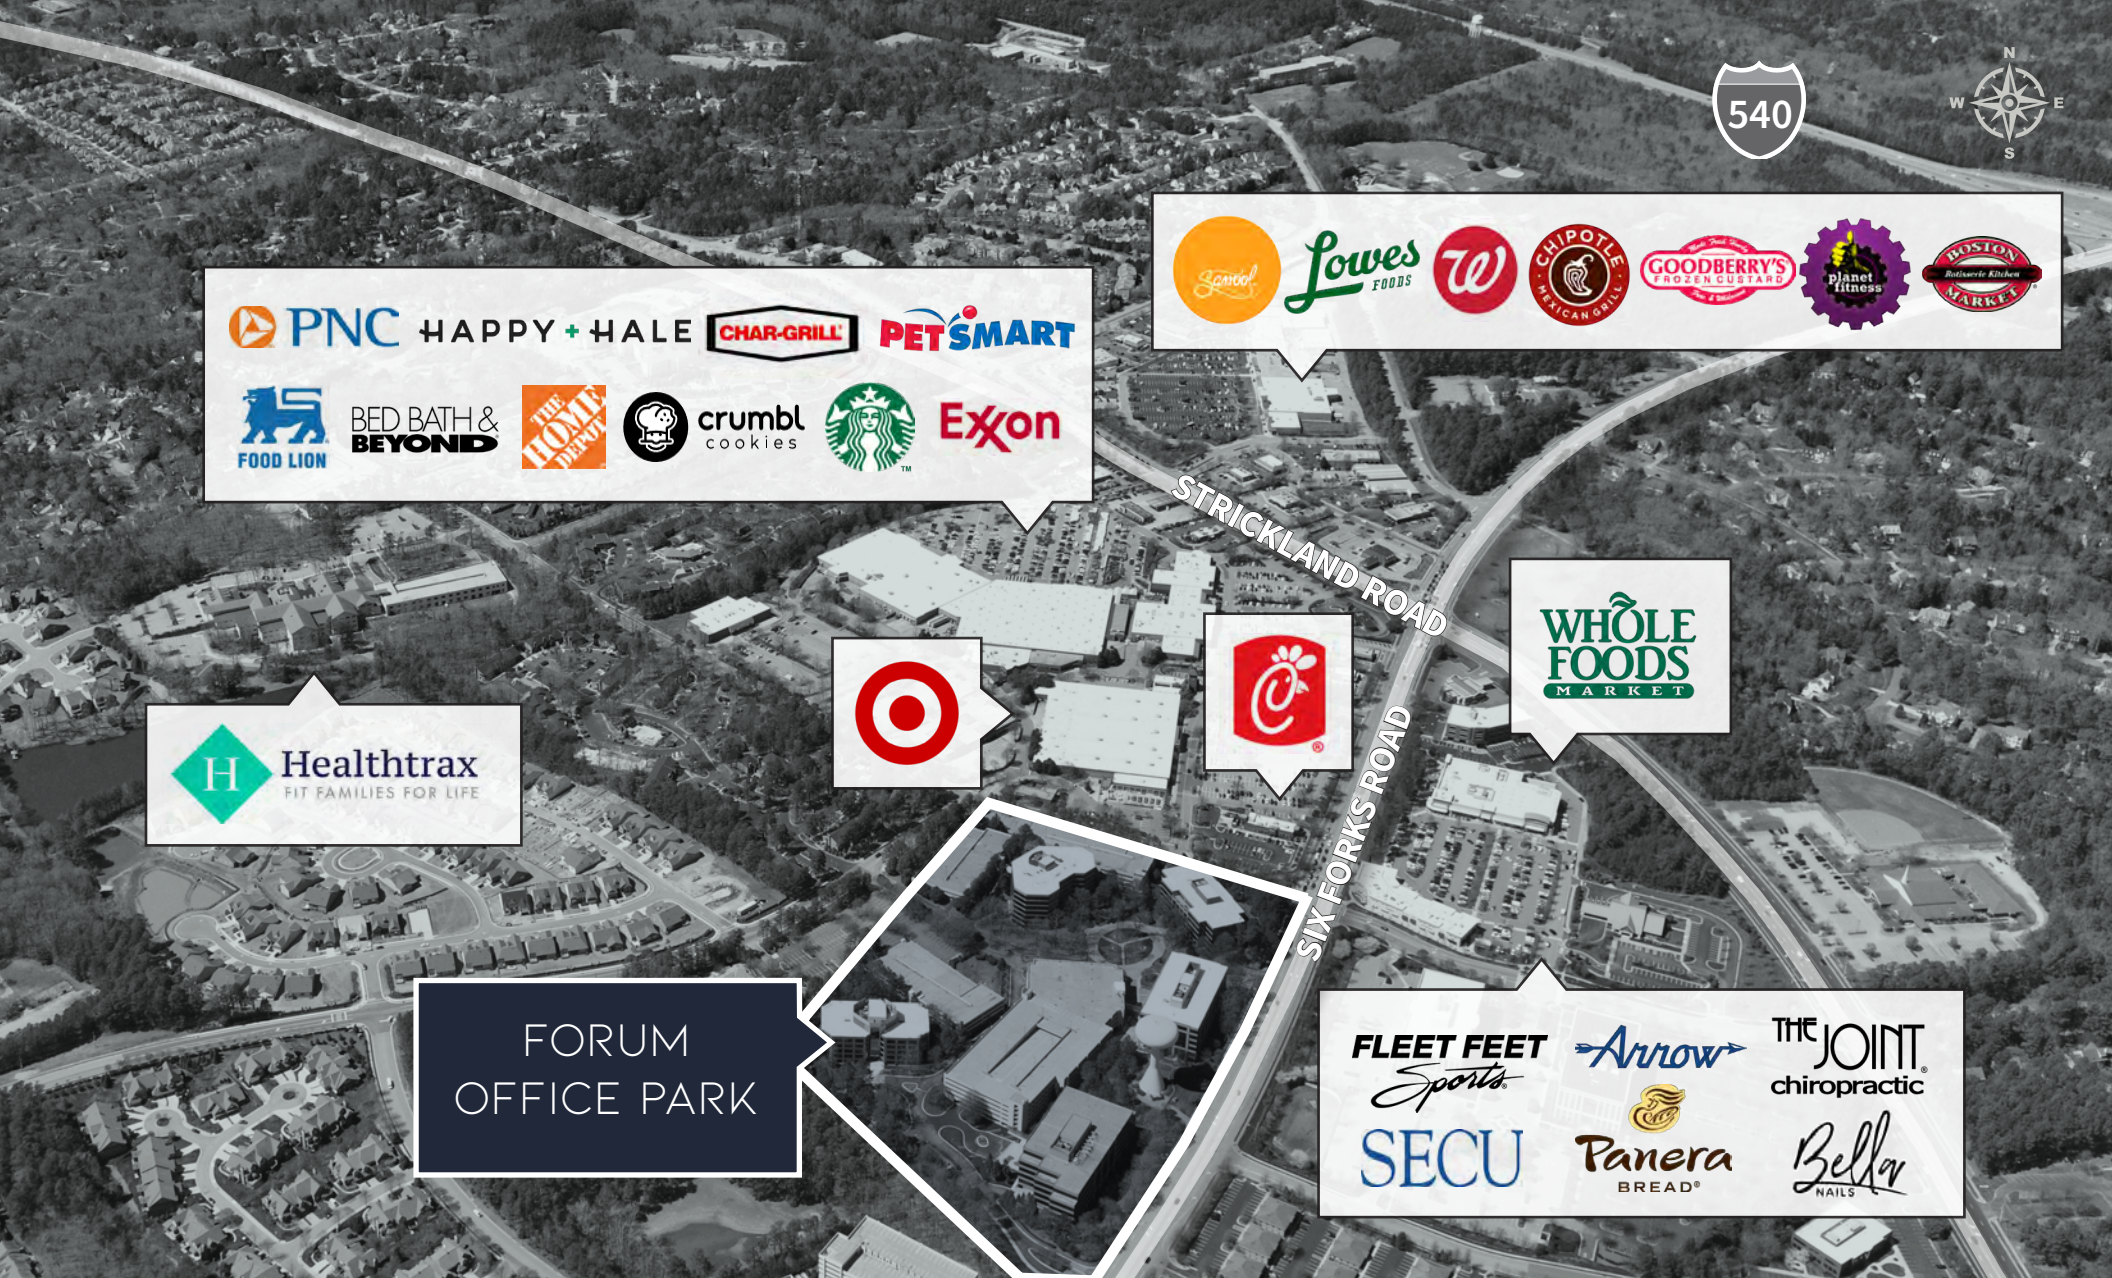 N
W E
S
540
Lowes
FOODS
W
CHIPOTLE
MEXICAN GRILL
GOODBERRY'S
FROZEN CUSTARD
planet
fitness
BOSTON
Rotisserie Kitchen
MARKET
PNC
HAPPY + HALE
CHAR-GRILL
PETSMART
FOOD LION
BED BATH &
BEYOND
THE
HOME
DEPOT
crumbl
cookies
TM
Exxon
STRICKLAND ROAD
WHOLE
FOODS
MARKET
H
Healthtrax
FIT FAMILIES FOR LIFE
SIX FORKS ROAD
FORUM
OFFICE PARK
FLEET FEET
Sports
Arrow
THE
JOINT®
chiropractic
SECU
Panera
BREAD®
Bella
NAILS